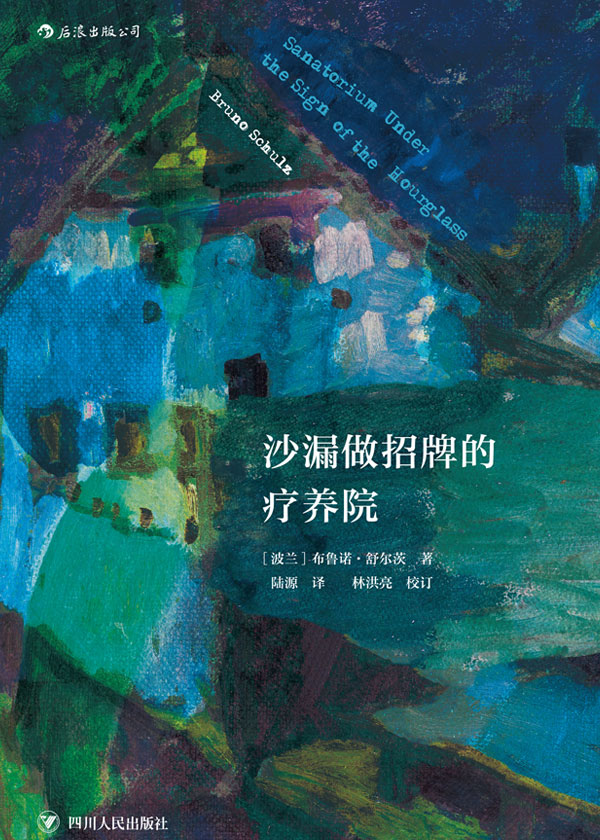 后浪出版公司
Sanatorium Under
the Sign of the Hourglass
Bruno Schulz
沙漏做招牌的
疗养院
[波兰] 布鲁诺·舒尔茨 著
陆源 译 林洪亮 校订
四川人民出版社